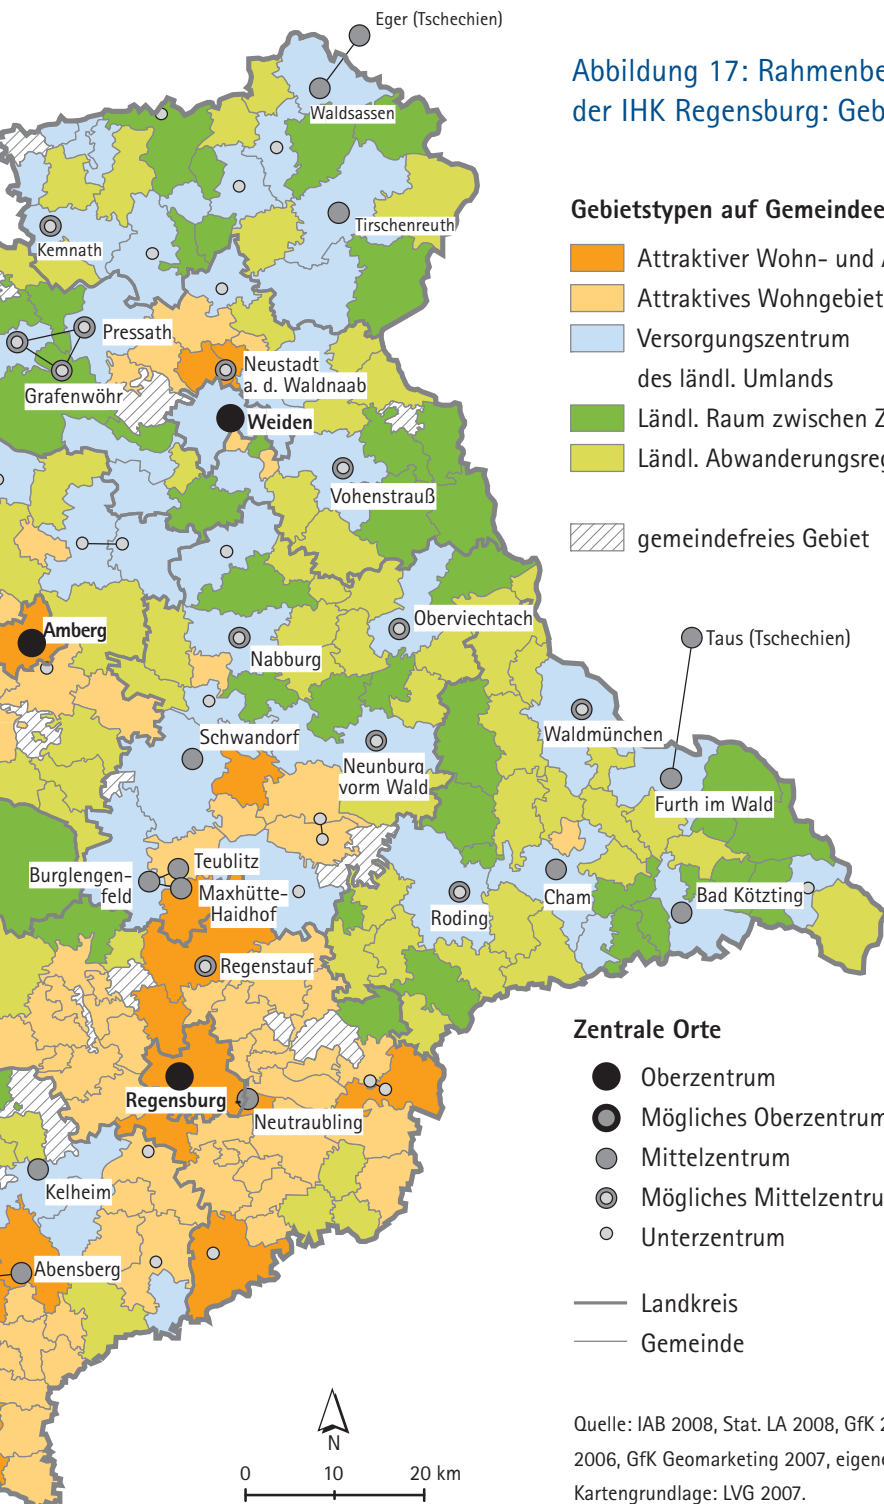 Eger (Tschechien)
Abbildung 17: Rahmenbe
der IHK Regensburg: Geb
Waldsassen
Gebietstypen auf Gemeindee
Tirschenreuth
Kemnath
Attraktiver Wohn- und A
Attraktives Wohngebiet
Pressath
Versorgungszentrum
des ländl. Umlands
Neustadt
a. d. Waldnaab
Grafenwöhr
Weiden
Ländl. Raum zwischen Z
Ländl. Abwanderungsreg
Vohenstrauß
gemeindefreies Gebiet
Oberviechtach
Amberg
Taus (Tschechien)
Nabburg
Waldmünchen
Schwandorf
Neunburg
vorm Wald
Furth im Wald
Teublitz
Burglengen-
feld
Maxhütte-
Haidhof
Cham
Bad Kötzting
Roding
Regenstauf
Zentrale Orte
Oberzentrum
Regensburg
Mögliches Oberzentrum
Neutraubling
Mittelzentrum
Kelheim
Mögliches Mittelzentru
Unterzentrum
Abensberg
Landkreis
Gemeinde
N
0 10 20 km
Quelle: IAB 2008, Stat. LA 2008, GfK 2
2006, GfK Geomarketing 2007, eigene
Kartengrundlage: LVG 2007.